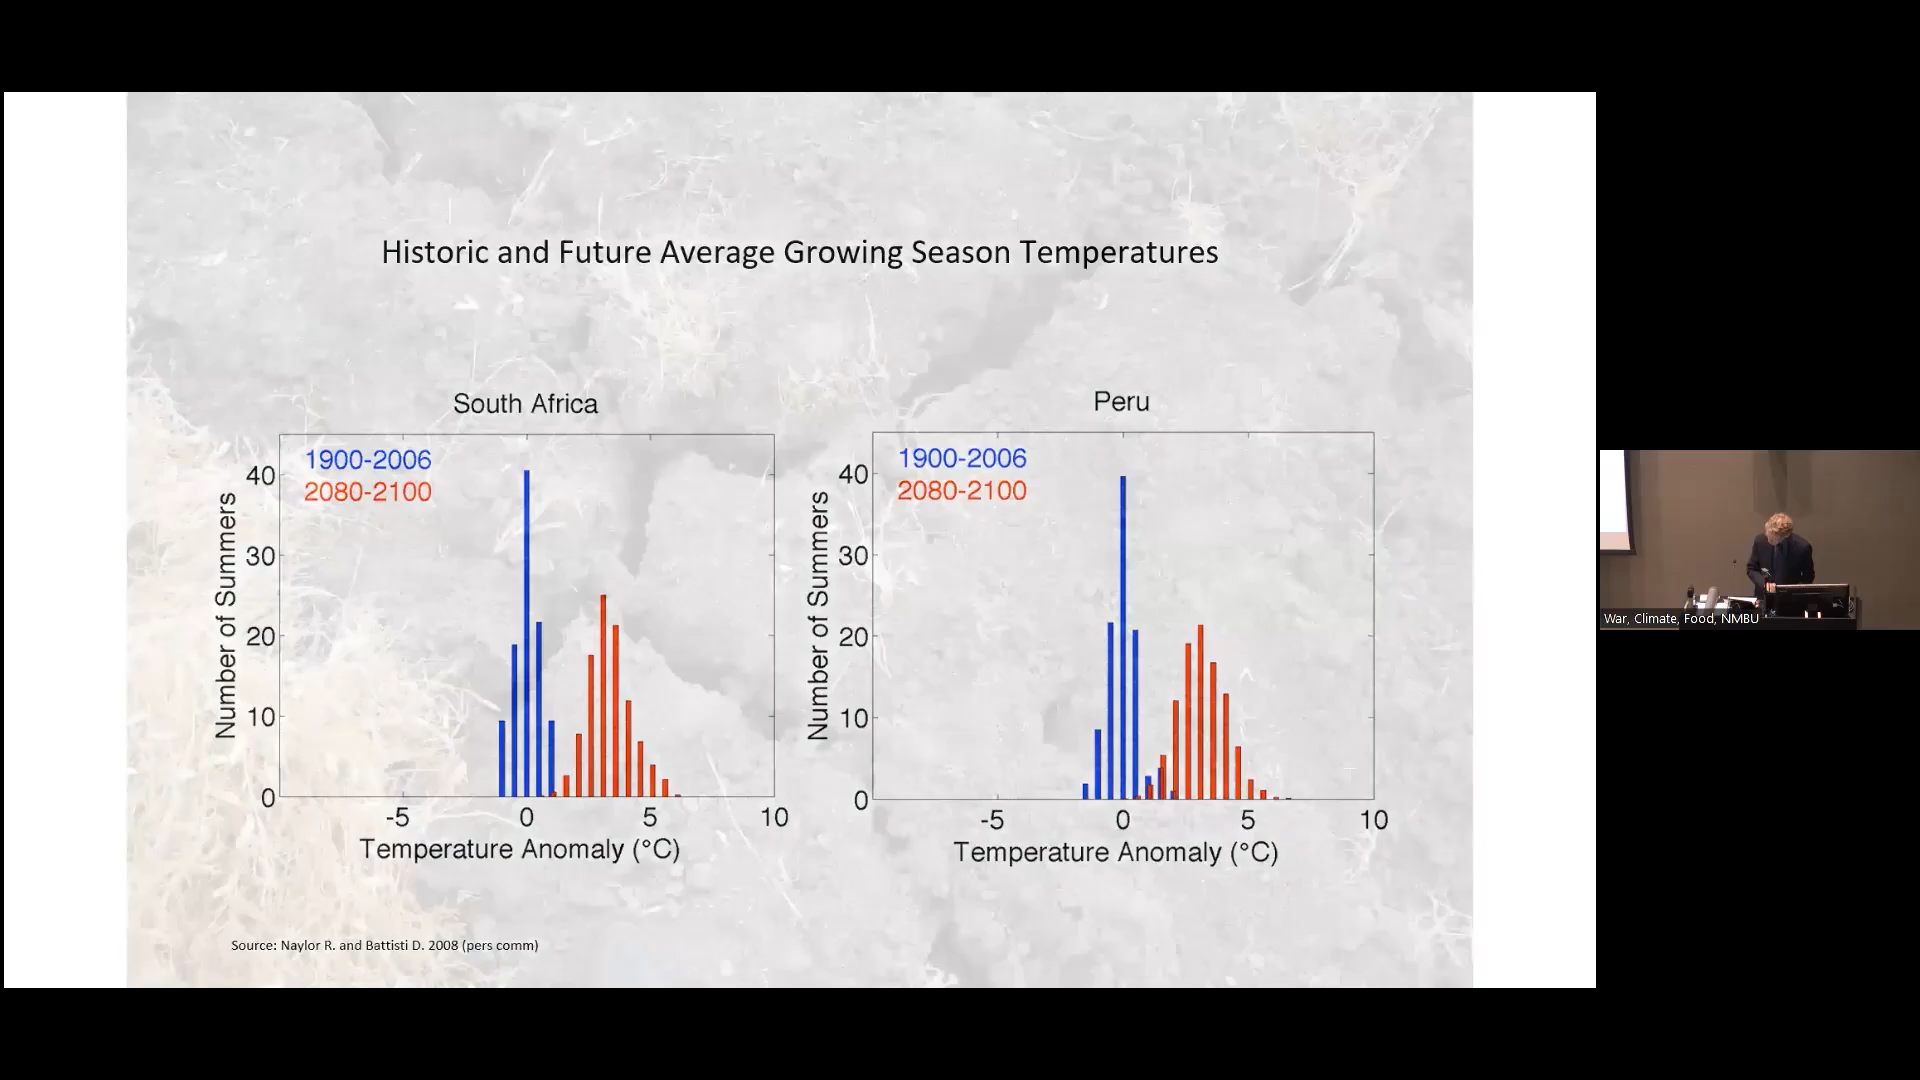 Historic and Future Average Growing Season Temperatures
South Africa
1900-2006
2080-2100
40
30
20
10
0
Number of Summers
-5
0
5
10
Temperature Anomaly (°C)
Peru
1900-2006
2080-2100
40
30
20
10
0
Number of Summers
-5
0
5
10
Temperature Anomaly (°C)
Source: Naylor R. and Battisti D. 2008 (pers comm)
War, Climate, Food, NMBU